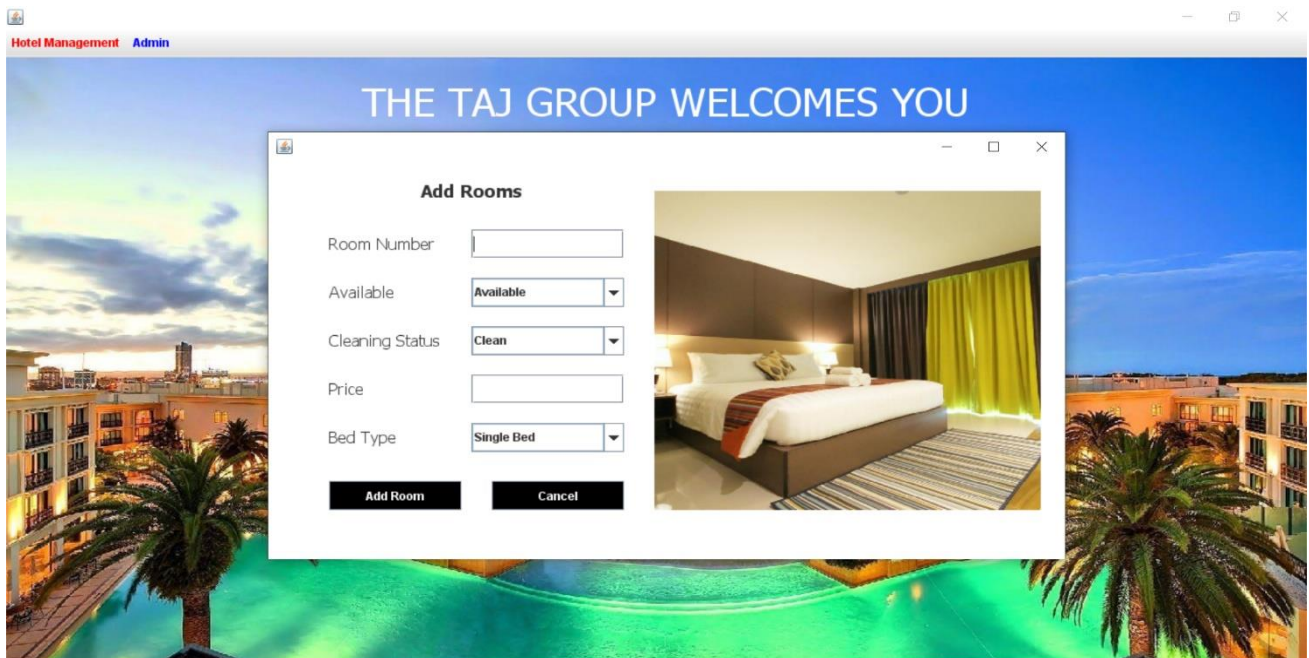 Hotel Management Admin
THE TAJ GROUP WELCOMES YOU
Add Rooms
Room Number
Available Available
Cleaning Status Clean
Price
Bed Type Single Bed
Add Room Cancel